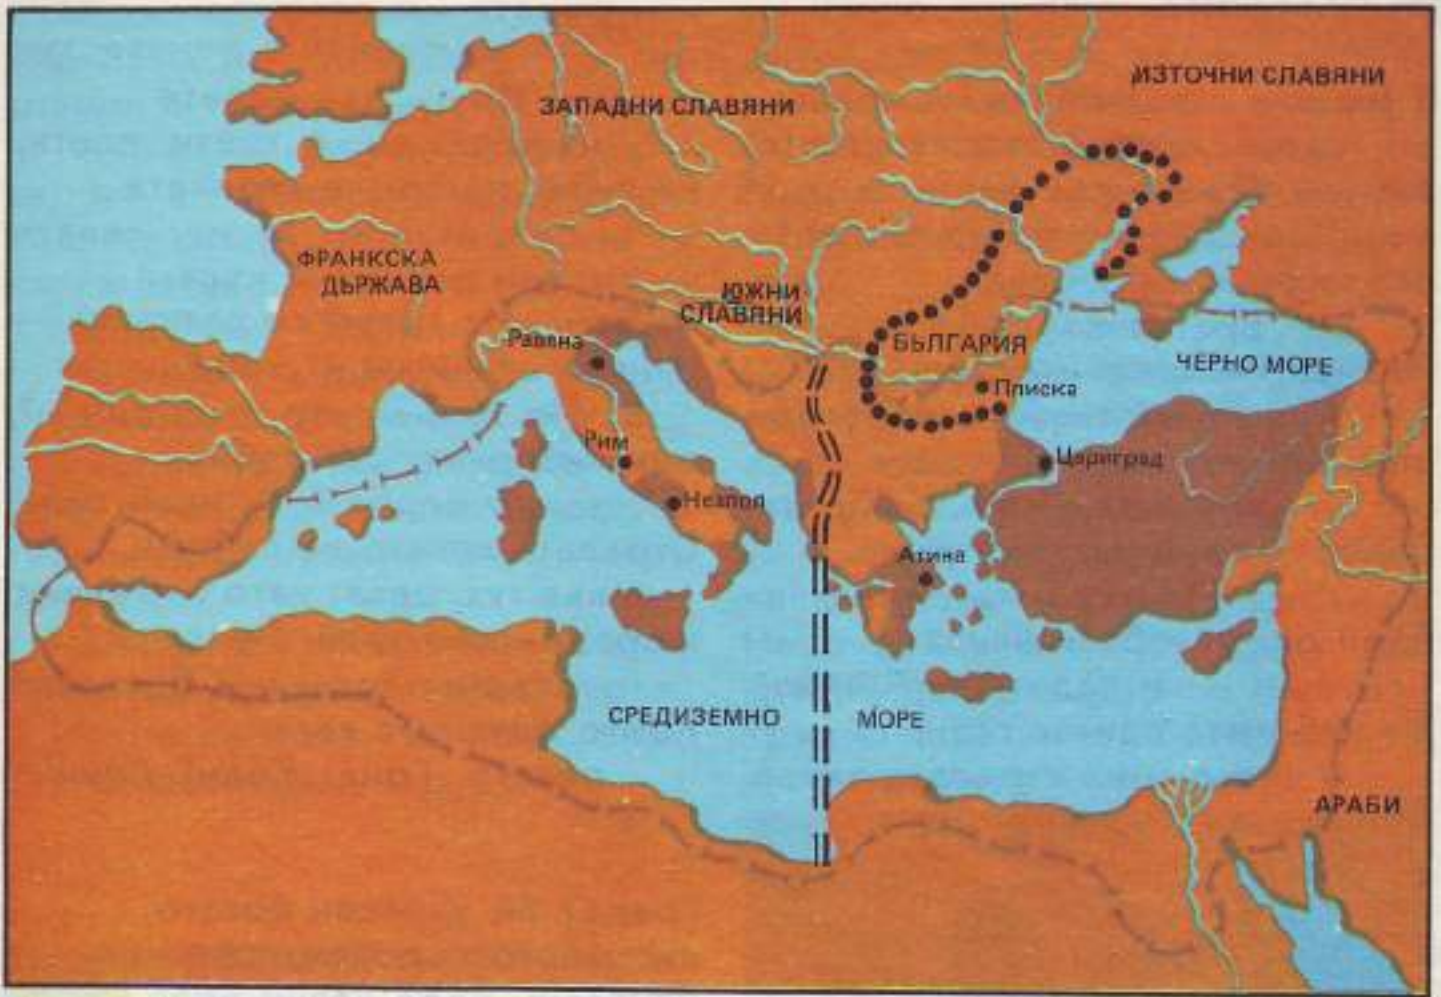 ИЗТОЧНИ СЛАВЯНИ
ЗАПАДНИ СЛАВЯНИ
ФРАНКСКА
ДЪРЖАВА
ЮЖНИ
СЛАВЯНИ
Равена
БЪЛГАРИЯ
ЧЕРНО МОРЕ
Плиска
Рим
Цариград
Неапол
Атина
СРЕДИЗЕМНО МОРЕ
АРАБИ